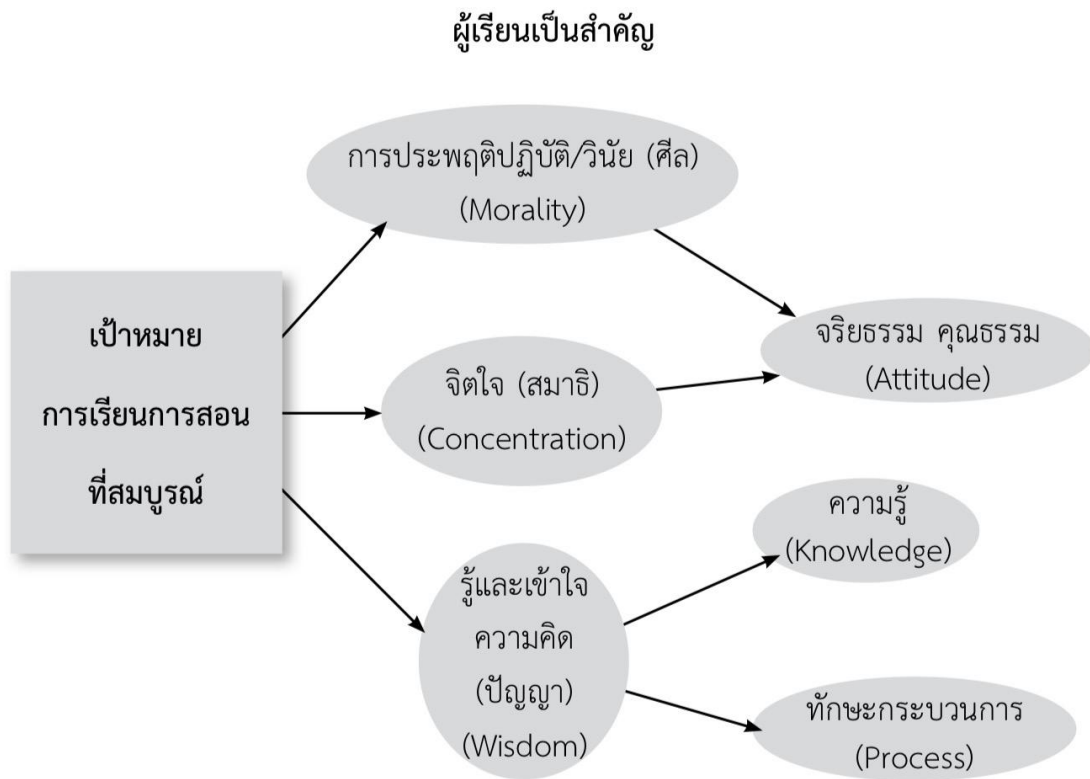 ผู้เรียนเป็นสำคัญ
การประพฤติปฏิบัติ/วินัย (ศีล)
(Morality)
เป้าหมาย
การเรียนการสอน
ที่สมบูรณ์
จิตใจ (สมาธิ)
(Concentration)
จริยธรรม คุณธรรม
(Attitude)
รู้และเข้าใจ
ความคิด
(ปัญญา)
(Wisdom)
ความรู้
(Knowledge)
ทักษะกระบวนการ
(Process)